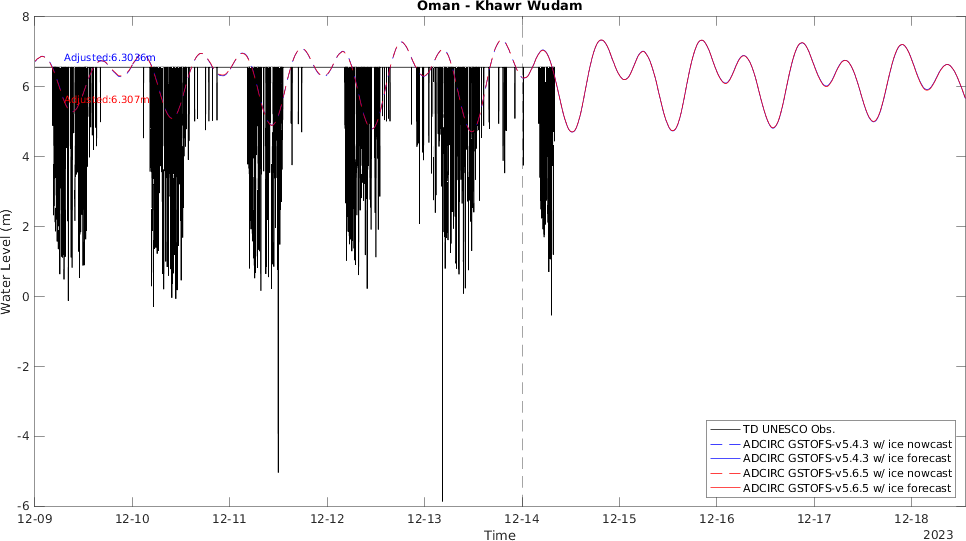 Oman - Khawr Wudam
8
6
4
2
0
-2
-4
-6
Water Level (m)
Adjusted:6.3036m
Adjusted:6.307m
TD UNESCO Obs.
ADCIRC GSTOFS-v5.4.3 w/ ice nowcast
ADCIRC GSTOFS-v5.4.3 w/ ice forecast
ADCIRC GSTOFS-v5.6.5 w/ ice nowcast
ADCIRC GSTOFS-v5.6.5 w/ ice forecast
12-09 12-10 12-11 12-12 12-13 12-14 12-15 12-16 12-17 12-18
Time
2023